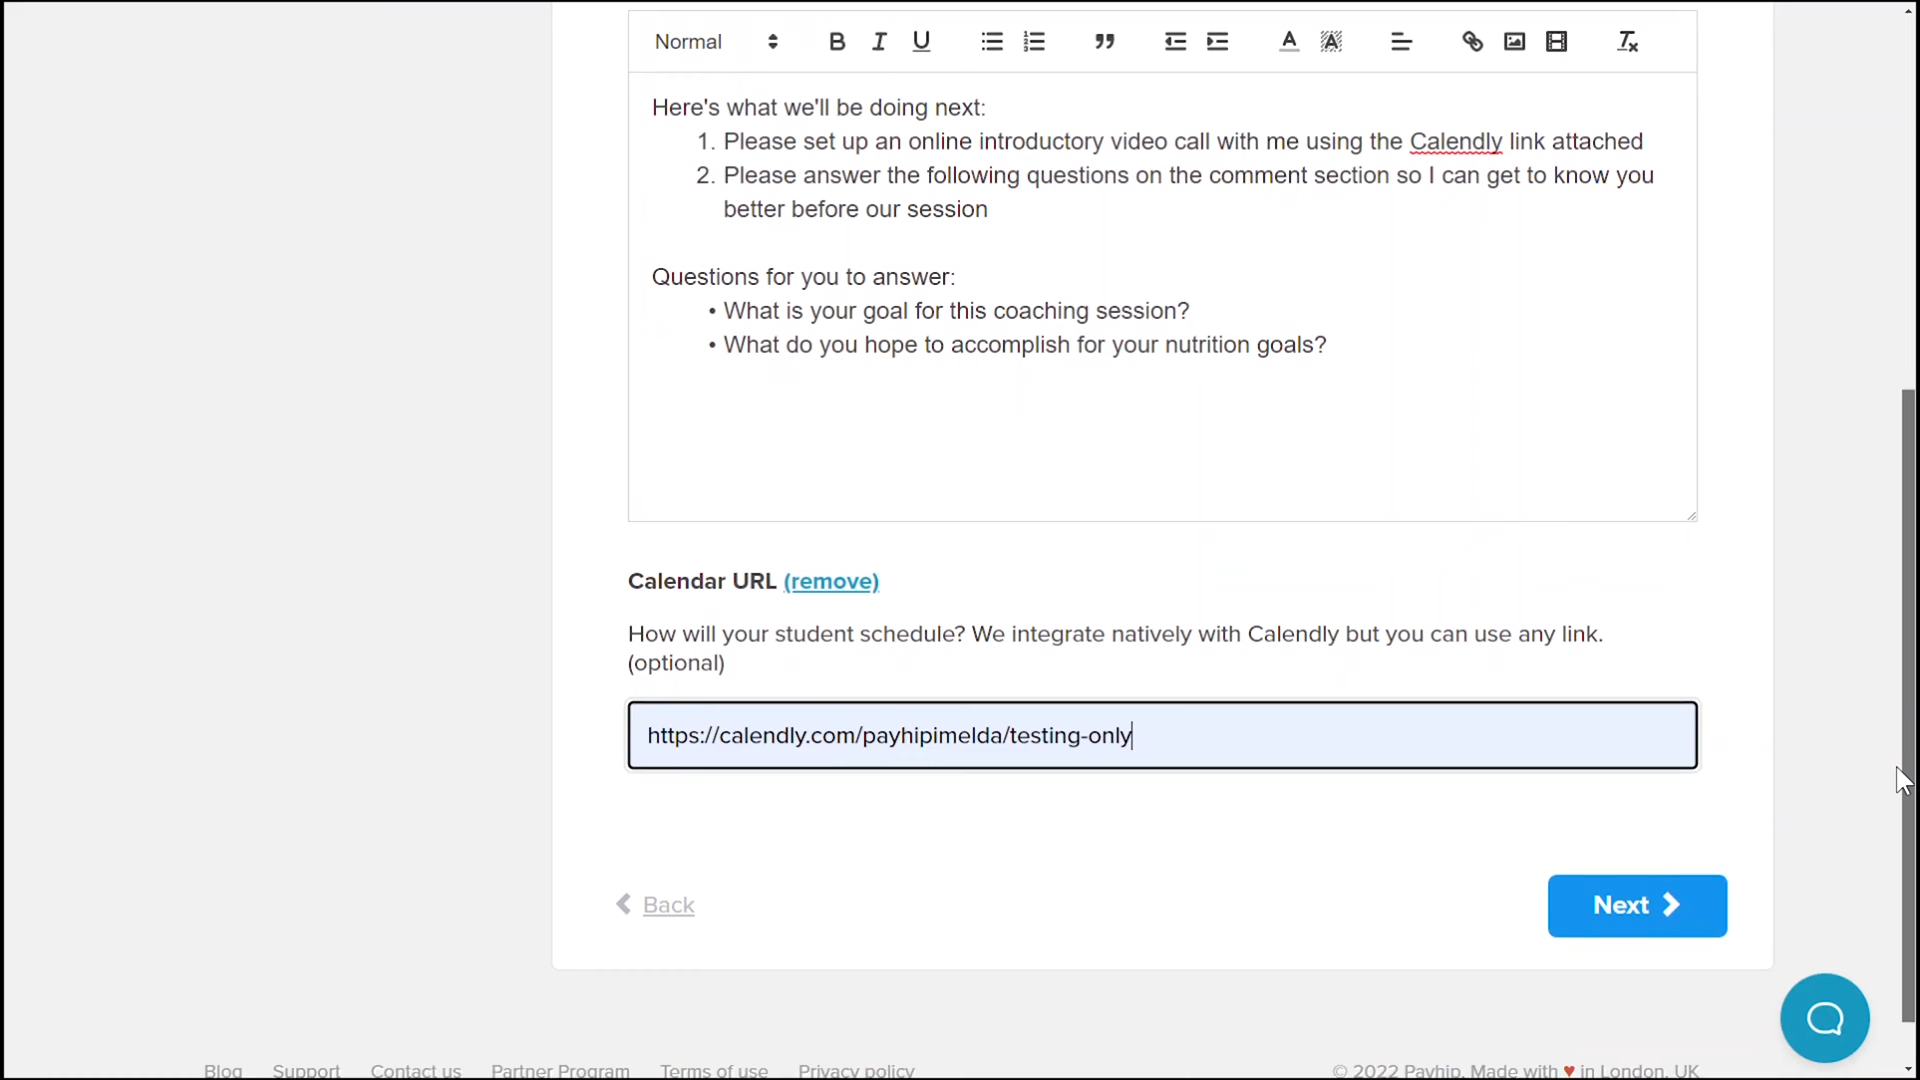 Normal
Here's what we'll be doing next:
1. Please set up an online introductory video call with me using the Calendly link attached
2. Please answer the following questions on the comment section so I can get to know you
better before our session
Questions for you to answer:
• What is your goal for this coaching session?
• What do you hope to accomplish for your nutrition goals?
Calendar URL (remove)
How will your student schedule? We integrate natively with Calendly but you can use any link.
(optional)
https://calendly.com/payhipimelda/testing-only
Back
Next
Blog Support Contact us Partner Program Terms of use Privacy policy © 2022 Payhip. Made with ♥ in London, UK